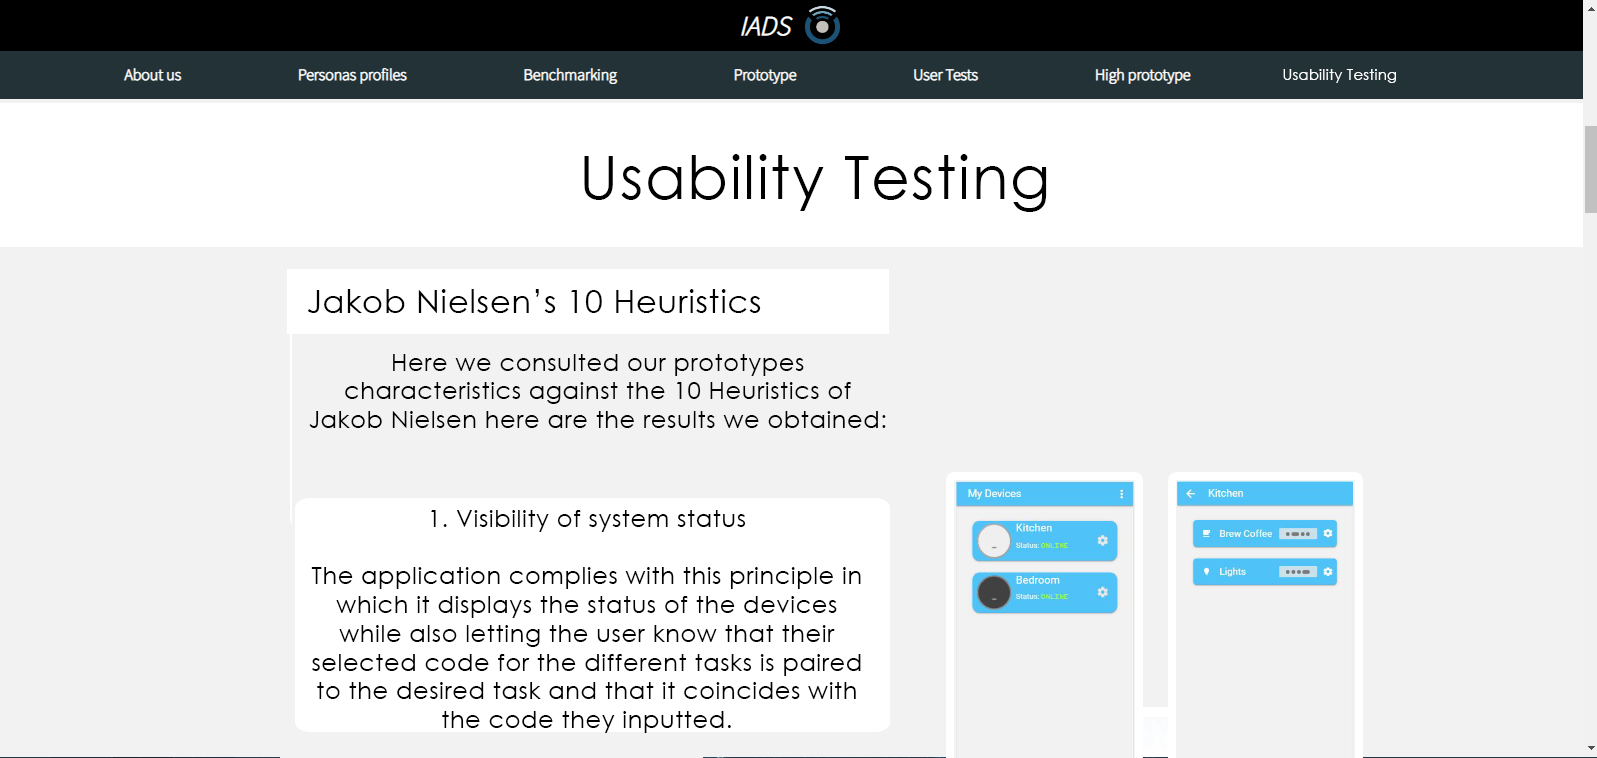 IADS
About us Personas profiles Benchmarking Prototype User Tests High prototype Usability Testing
Usability Testing
Jakob Nielsen’s 10 Heuristics
Here we consulted our prototypes
characteristics against the 10 Heuristics of
Jakob Nielsen here are the results we obtained:
1. Visibility of system status
The application complies with this principle in
which it displays the status of the devices
while also letting the user know that their
selected code for the different tasks is paired
to the desired task and that it coincides with
the code they inputted.
My Devices
Kitchen
Status: ONLINE
Bedroom
Status: ONLINE
Kitchen
Brew Coffee
Lights